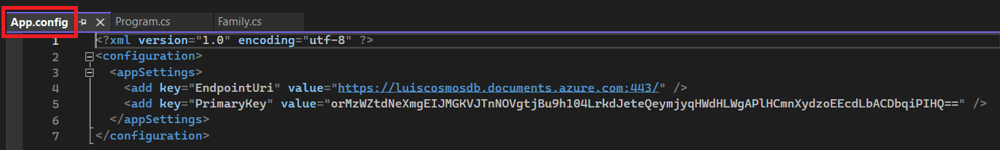 App.config Program.cs Family.cs
1 <?xml version="1.0" encoding="utf-8" ?>
2 <configuration>
3 <appSettings>
4 <add key="EndpointUri" value="https://luiscosmosdb.documents.azure.com:443/" />
5 <add key="PrimaryKey" value="orMzWZtdNeXmgEIJMGKVJTnNOVgtjBu9h104LrkdJeteQeymjyqHWdHLWgAPlHCmnXydzoEEcdLbACDbqiPIHQ==" />
6 </appSettings>
7 </configuration>